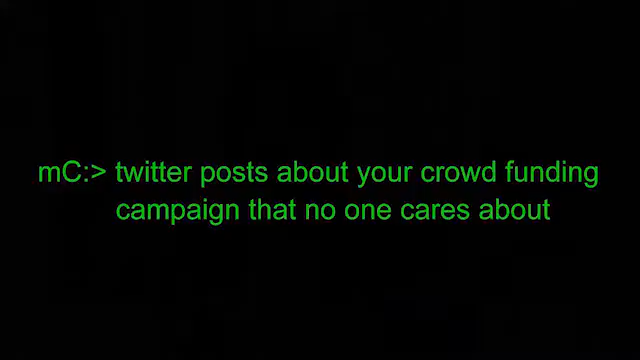 mC:> twitter posts about your crowd funding
campaign that no one cares about